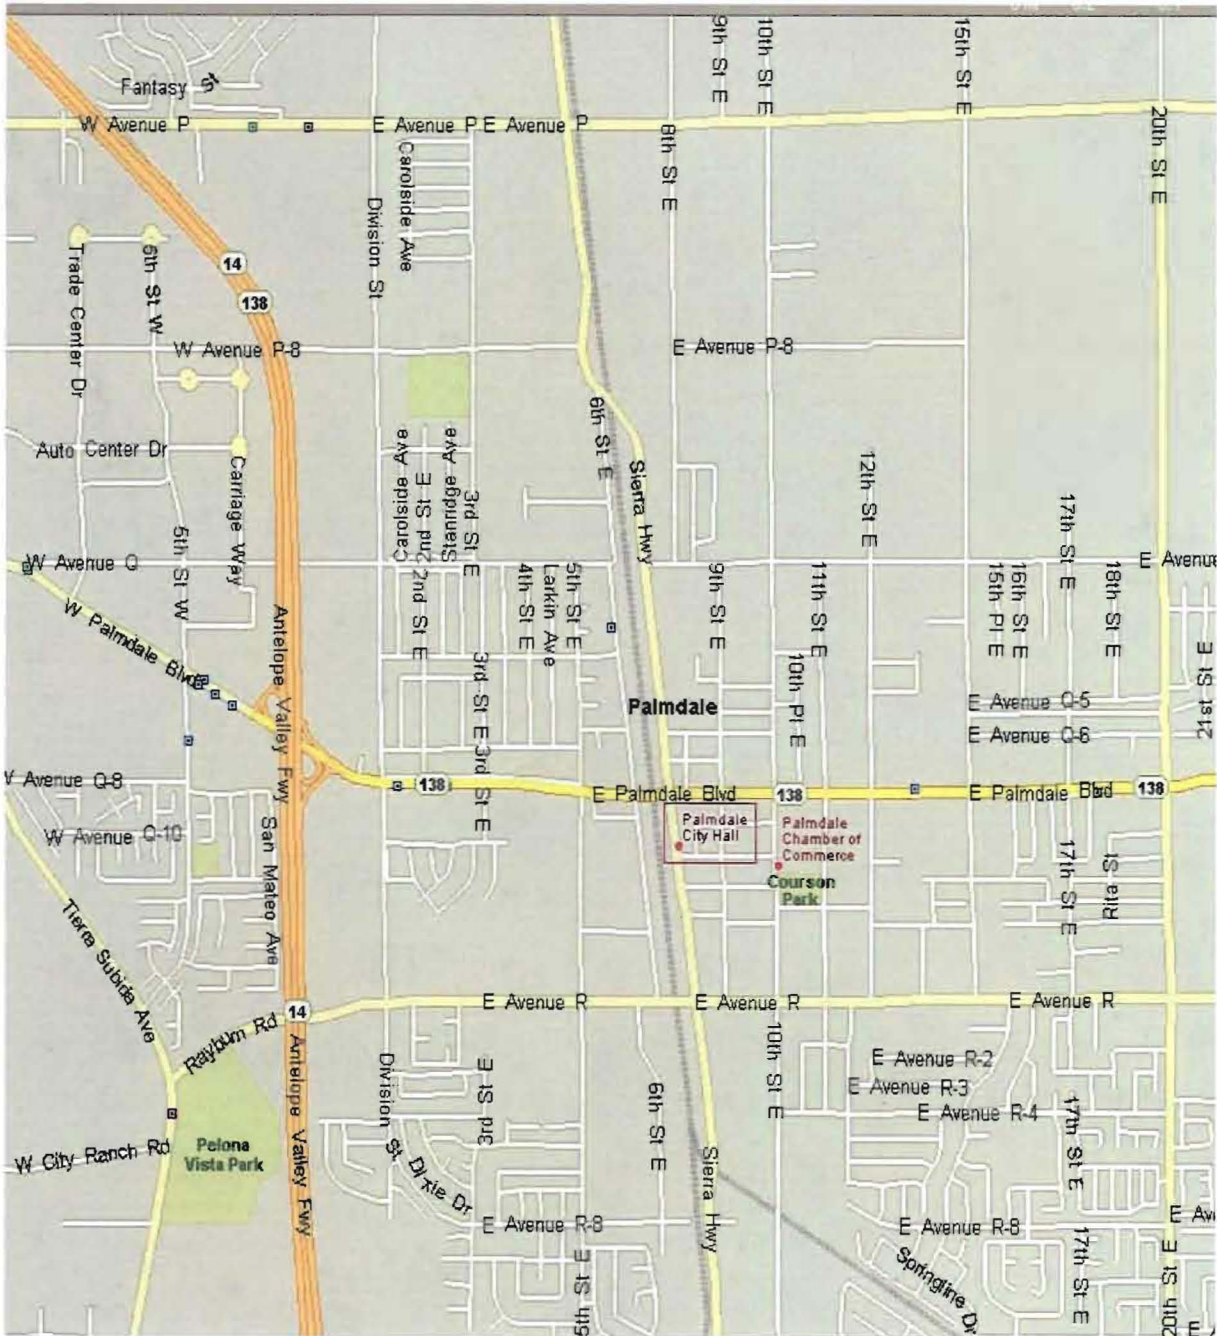 9th St E
10th St E
15th St E
Fantasy St
W Avenue P
E Avenue P
E Avenue P
20th St E
8th St E
Carolside Ave
Division St
Trade Center Dr
6th St W
14
138
W Avenue P-8
E Avenue P-8
6th St E
Auto Center Dr
Carriage Way
Carolside Ave
2nd St E
Sterridge Ave
3rd St E
Sierra Hwy
12th St E
17th St E
5th St W
W Avenue Q
E Avenue
2nd St E
4th St E
Larkin Ave
5th St E
9th St E
11th St E
15th Pl E
16th St E
18th St E
W Palmdale Blvd
Antelope Valley Fwy
3rd St E
10th Pl E
21st St E
Palmdale
E Avenue Q-5
E Avenue Q-6
3rd St E
V Avenue Q-8
138
E Palmdale Blvd
138
E Palmdale Blvd
138
W Avenue Q-10
San Mateo Ave
Palmdale
City Hall
Palmdale
Chamber of
Commerce
Courson
Park
17th St E
Rita St
Tierra Subida Ave
E Avenue R
E Avenue R
E Avenue R
14
Rayburn Rd
Antelope Valley Fwy
Division St
3rd St E
6th St E
10th St E
E Avenue R-2
E Avenue R-3
E Avenue R-4
17th St E
W City Ranch Rd
Pelona
Vista Park
Dixie Dr
Sierra Hwy
E Avenue R-8
E Avenue R-8
E Av
5th St E
Springline Dr
17th St E
20th St E
E